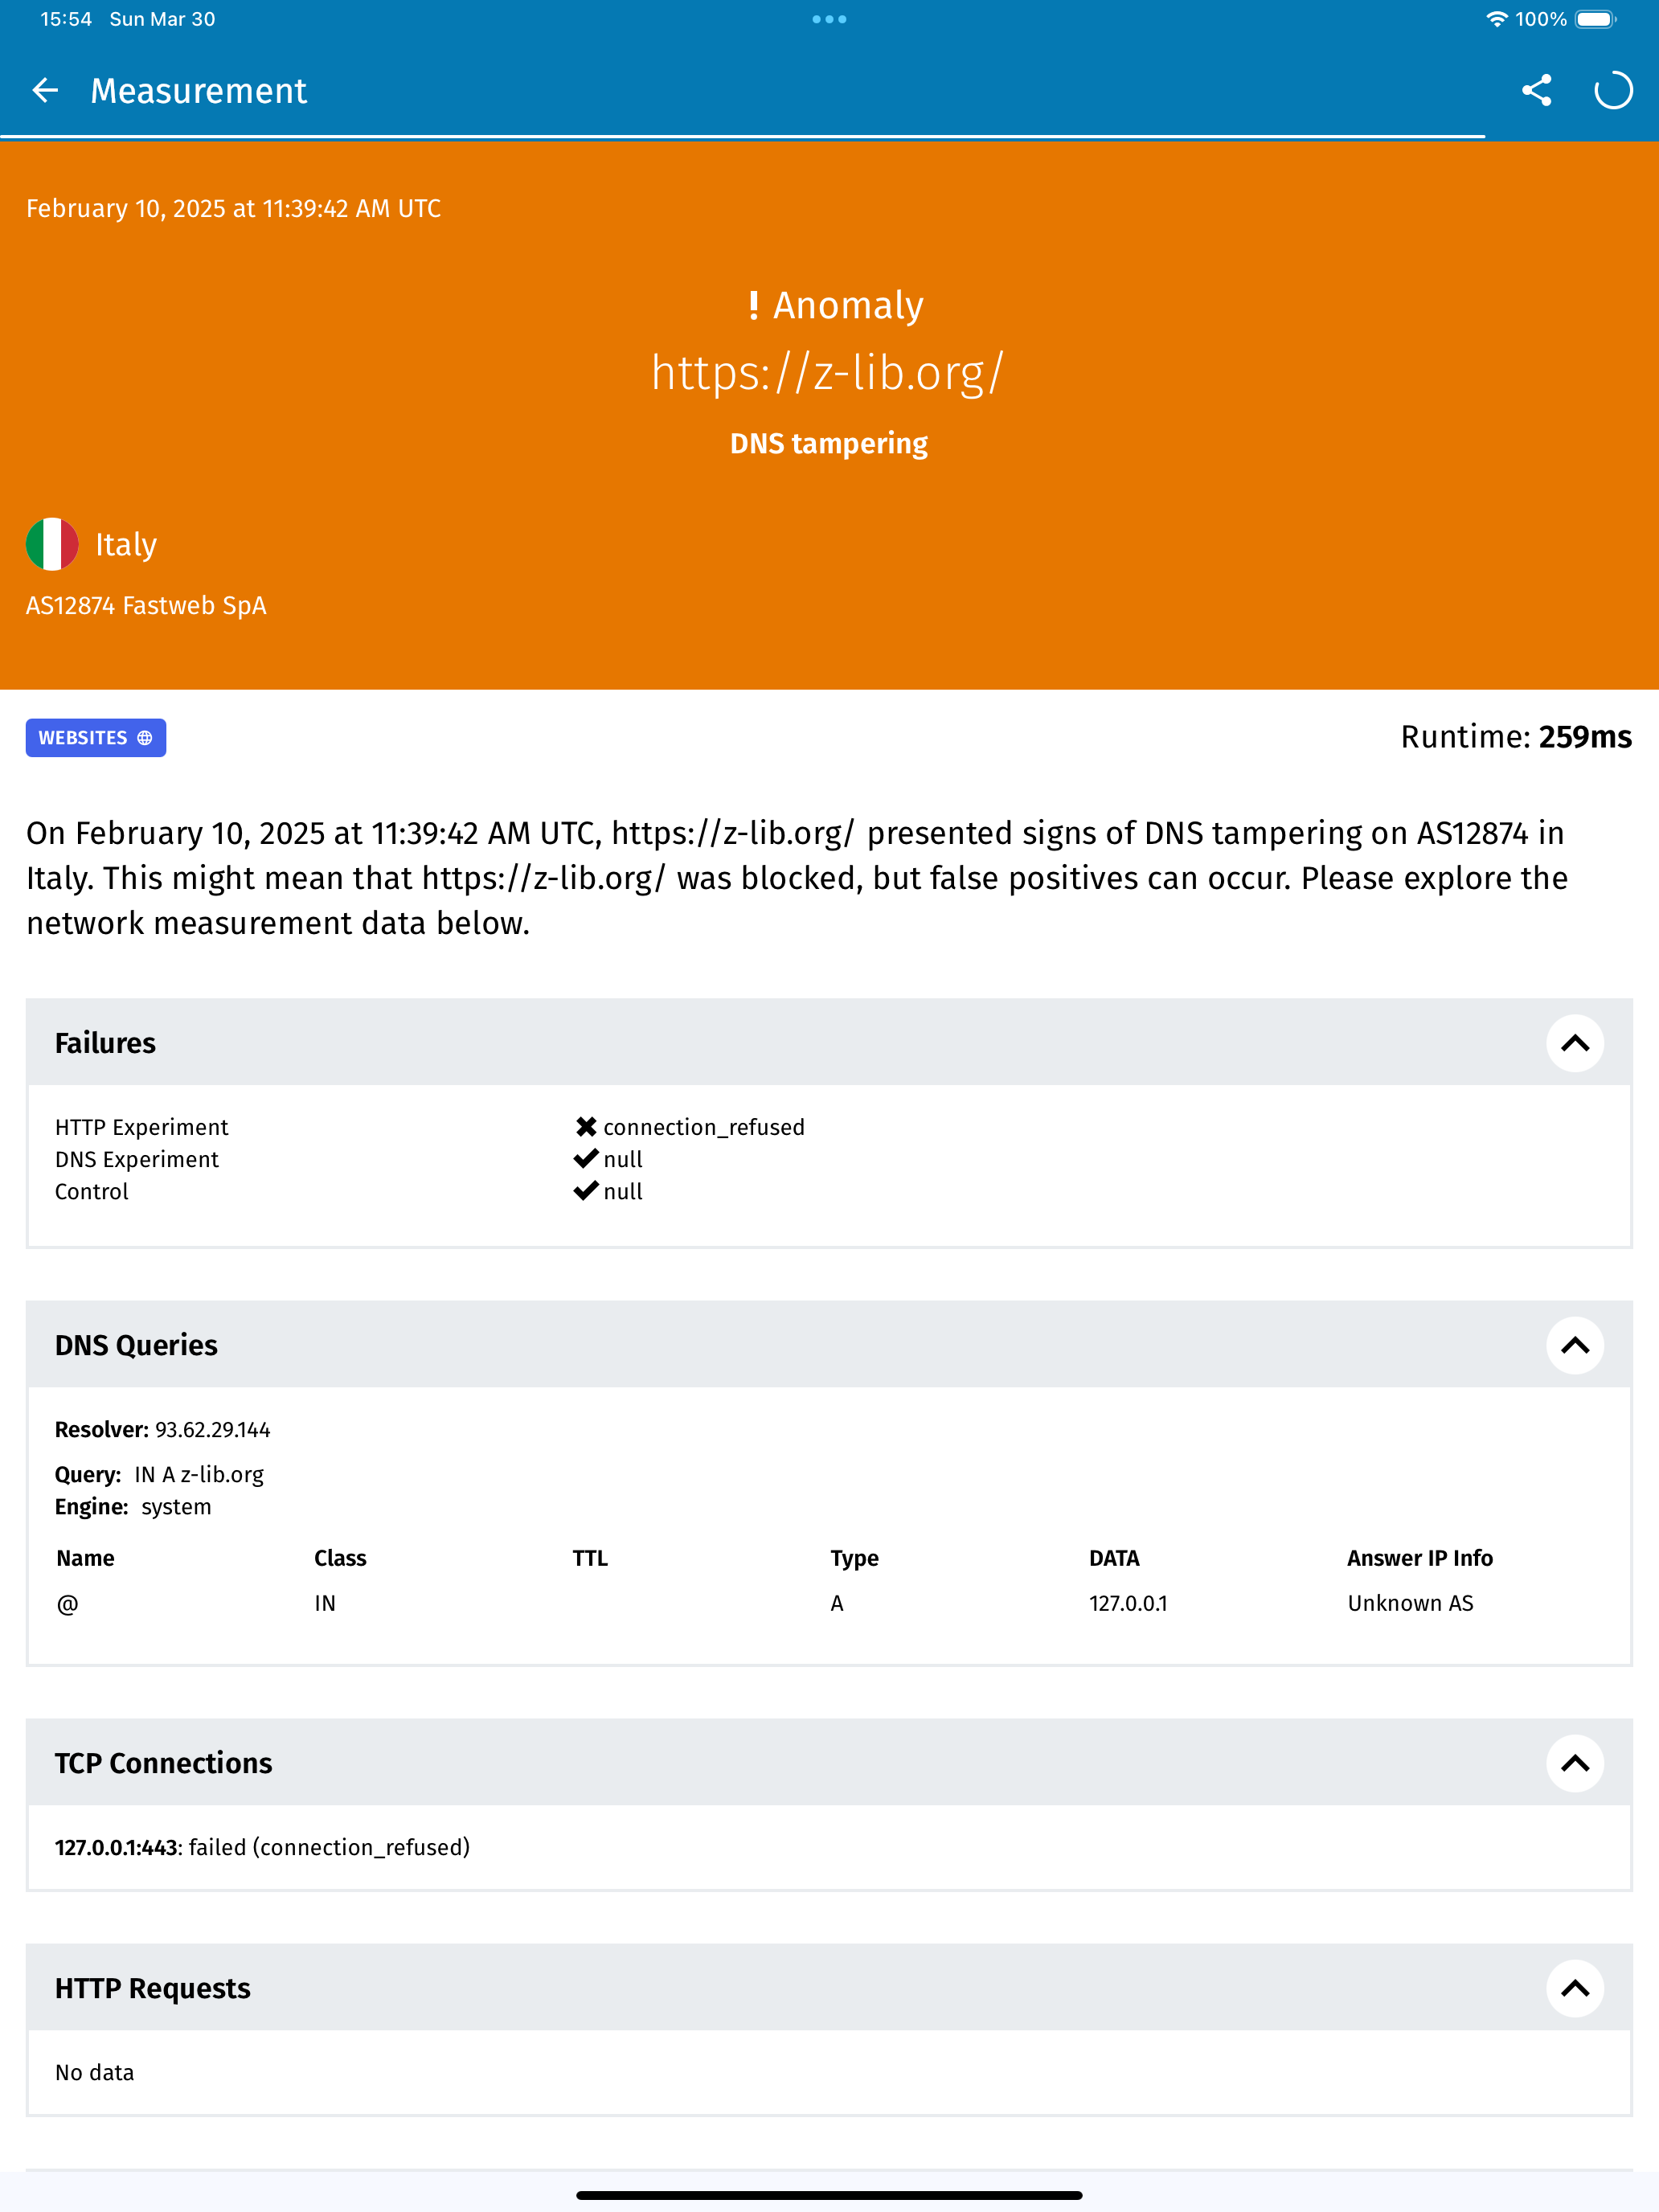 15:54 Sun Mar 30
100%
Measurement
February 10, 2025 at 11:39:42 AM UTC
! Anomaly
https://z-lib.org/
DNS tampering
Italy
AS12874 Fastweb SpA
WEBSITES
Runtime: 259ms
On February 10, 2025 at 11:39:42 AM UTC, https://z-lib.org/ presented signs of DNS tampering on AS12874 in
Italy. This might mean that https://z-lib.org/ was blocked, but false positives can occur. Please explore the
network measurement data below.
Failures
HTTP Experiment ✖ connection_refused
DNS Experiment ✔ null
Control ✔ null
DNS Queries
Resolver: 93.62.29.144
Query: IN A z-lib.org
Engine: system
Name Class TTL Type DATA Answer IP Info
@ IN A 127.0.0.1 Unknown AS
TCP Connections
127.0.0.1:443: failed (connection_refused)
HTTP Requests
No data